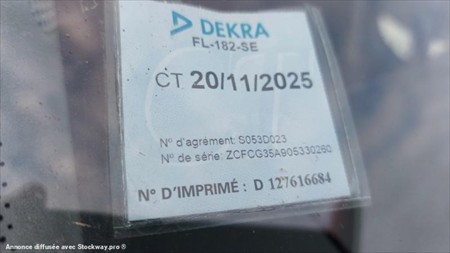 DEKRA
FL-182-SE
CT 20/11/2025
N° d'agrément: S053D023
N° de série: ZCFCG35A905330260
N° D'IMPRIMÉ : D 127616684
Annonce diffusée avec Stockway.pro ®